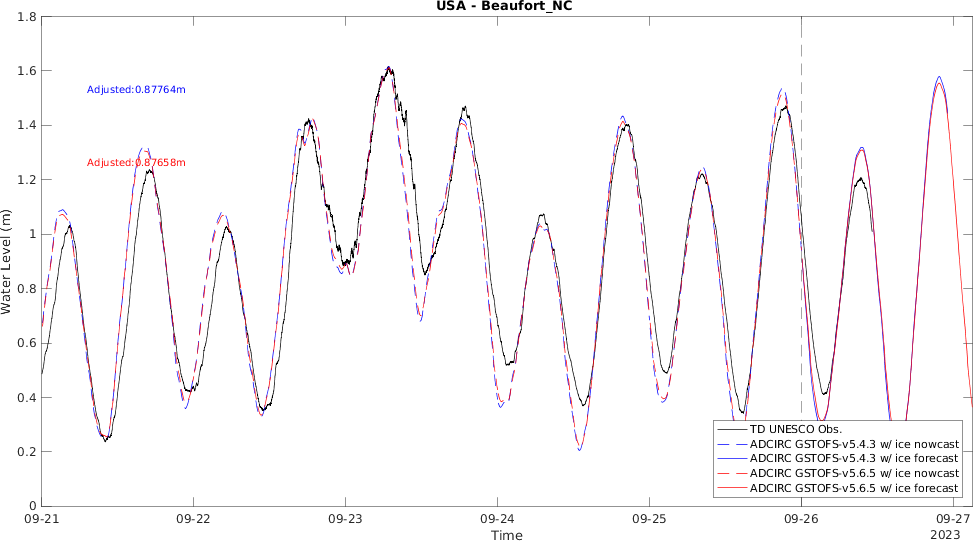 USA - Beaufort_NC
1.8
1.6
1.4
1.2
1
0.8
0.6
0.4
0.2
0
Water Level (m)
Adjusted:0.87764m
Adjusted:0.87658m
TD UNESCO Obs.
ADCIRC GSTOFS-v5.4.3 w/ ice nowcast
ADCIRC GSTOFS-v5.4.3 w/ ice forecast
ADCIRC GSTOFS-v5.6.5 w/ ice nowcast
ADCIRC GSTOFS-v5.6.5 w/ ice forecast
09-21 09-22 09-23 09-24 09-25 09-26 09-27
Time
2023